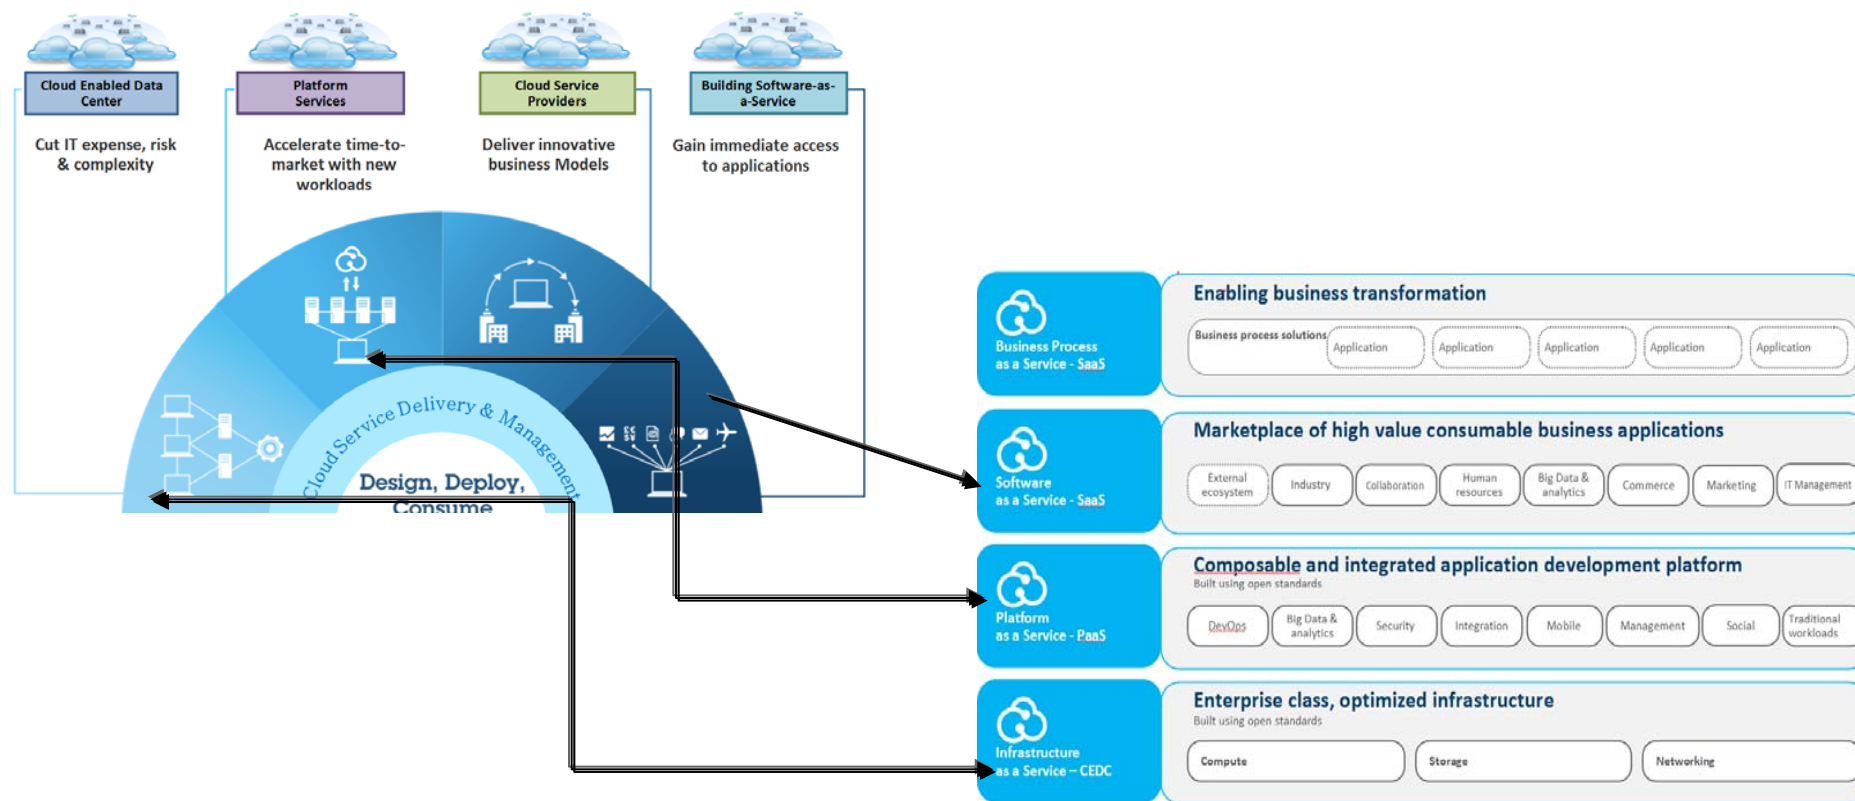 Cloud Enabled Data
Center
Platform
Services
Cloud Service
Providers
Building Software-as-
a-Service
Cut IT expense, risk
& complexity
Accelerate time-to-
market with new
workloads
Deliver innovative
business Models
Gain immediate access
to applications
Cloud Service Delivery & Management
Design, Deploy,
Consume
Business Process
as a Service - SaaS
Enabling business transformation
Business process solutions
Application
Application
Application
Application
Application
Software
as a Service - SaaS
Marketplace of high value consumable business applications
External
ecosystem
Industry
Collaboration
Human
resources
Big Data &
analytics
Commerce
Marketing
IT Management
Platform
as a Service - PaaS
Composable and integrated application development platform
Built using open standards
DevOps
Big Data &
analytics
Security
Integration
Mobile
Management
Social
Traditional
workloads
Infrastructure
as a Service – CEDC
Enterprise class, optimized infrastructure
Built using open standards
Compute
Storage
Networking